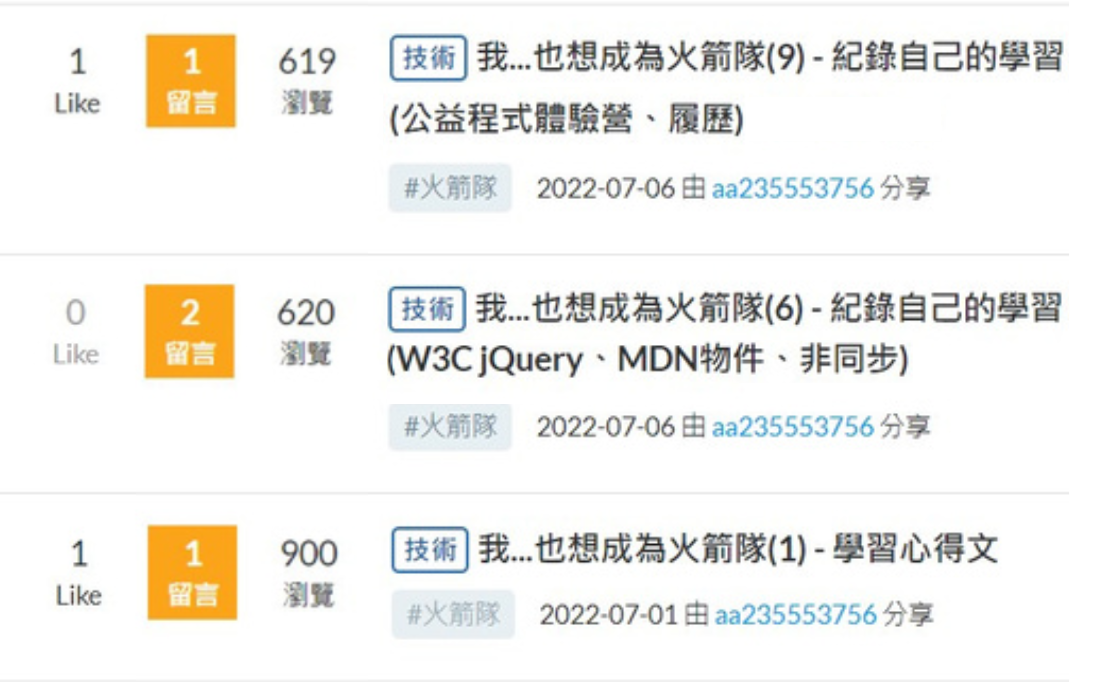 1
Like
1
留言
619
瀏覽
技術 我...也想成為火箭隊(9) - 紀錄自己的學習
(公益程式體驗營、履歷)
#火箭隊 2022-07-06 由 aa235553756 分享
0
Like
2
留言
620
瀏覽
技術 我...也想成為火箭隊(6) - 紀錄自己的學習
(W3C jQuery、MDN物件、非同步)
#火箭隊 2022-07-06 由 aa235553756 分享
1
Like
1
留言
900
瀏覽
技術 我...也想成為火箭隊(1) - 學習心得文
#火箭隊 2022-07-01 由 aa235553756 分享